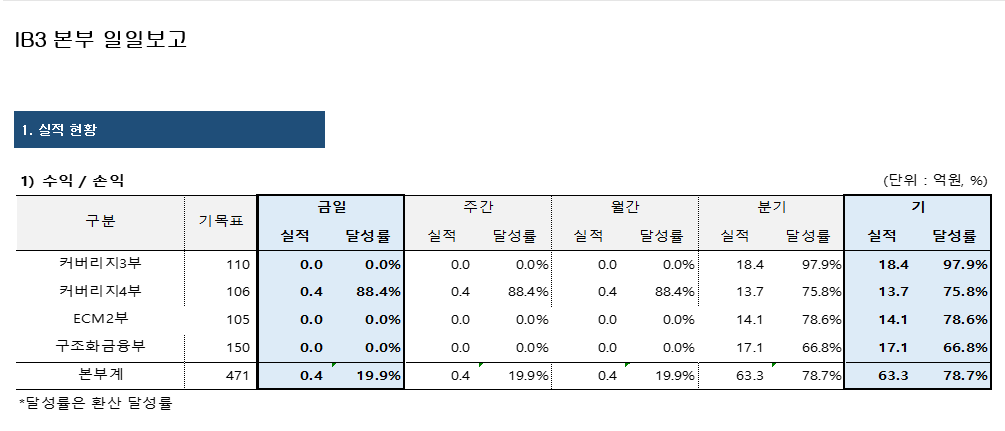 IB3 본부 일일보고
1. 실적 현황
1) 수익 / 손익 (단위 : 억원, %)
구분 기목표 금일 주간 월간 분기 기
실적 달성률 실적 달성률 실적 달성률 실적 달성률 실적 달성률
커버리지3부 110 0.0 0.0% 0.0 0.0% 0.0 0.0% 18.4 97.9% 18.4 97.9%
커버리지4부 106 0.4 88.4% 0.4 88.4% 0.4 88.4% 13.7 75.8% 13.7 75.8%
ECM2부 105 0.0 0.0% 0.0 0.0% 0.0 0.0% 14.1 78.6% 14.1 78.6%
구조화금융부 150 0.0 0.0% 0.0 0.0% 0.0 0.0% 17.1 66.8% 17.1 66.8%
본부계 471 0.4 19.9% 0.4 19.9% 0.4 19.9% 63.3 78.7% 63.3 78.7%
*달성률은 환산 달성률